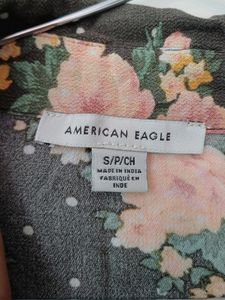 AMERICAN EAGLE
S/P/CH
MADE IN INDIA
FABRIQUÉ EN
INDE